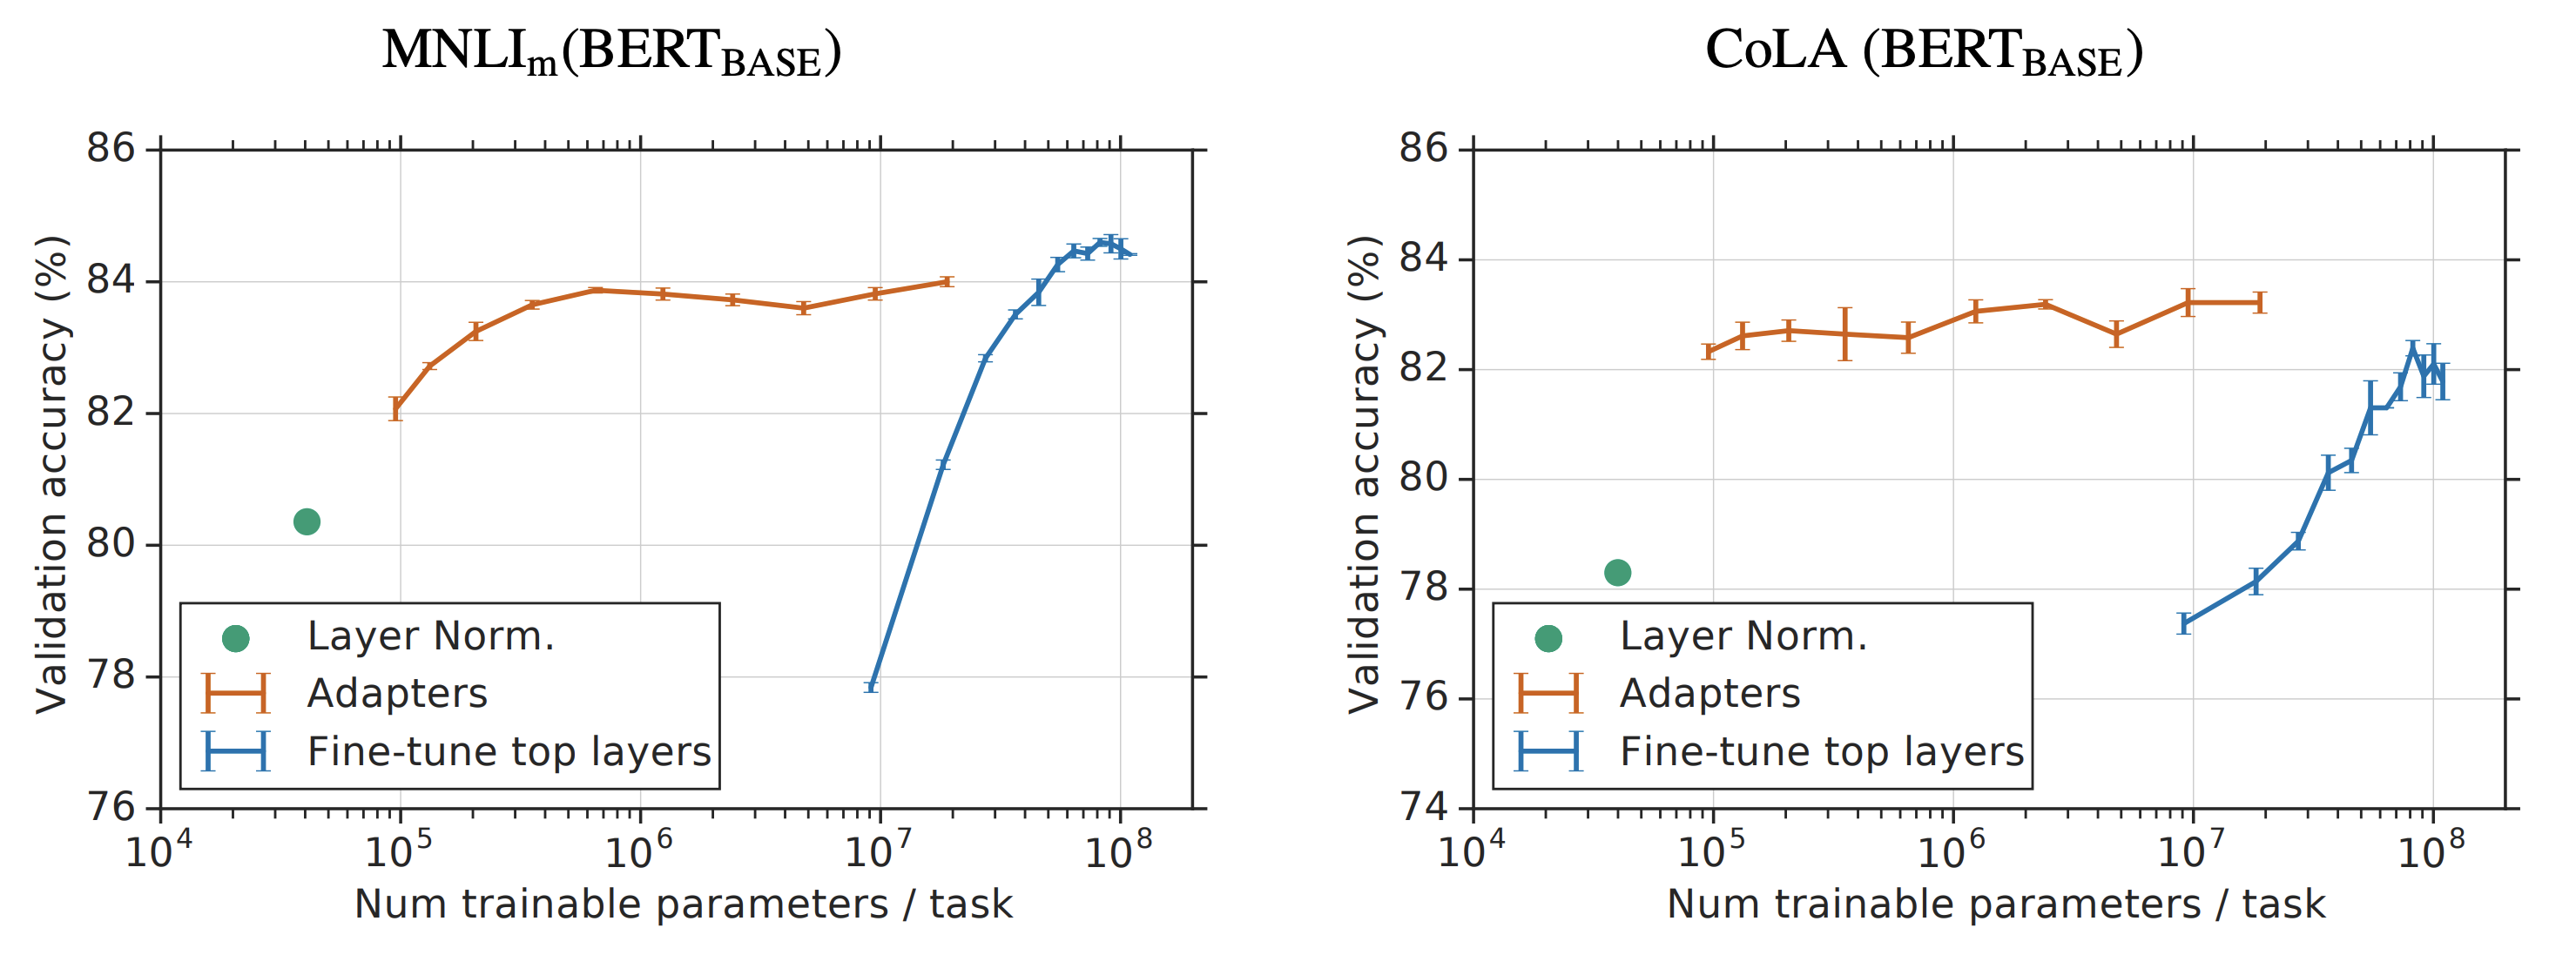 MNLIm(BERTBASE)
86
84
82
80
78
76
Validation accuracy (%)
Layer Norm.
Adapters
Fine-tune top layers
10^4 10^5 10^6 10^7 10^8
Num trainable parameters / task
CoLA (BERTBASE)
86
84
82
80
78
76
74
Validation accuracy (%)
Layer Norm.
Adapters
Fine-tune top layers
10^4 10^5 10^6 10^7 10^8
Num trainable parameters / task